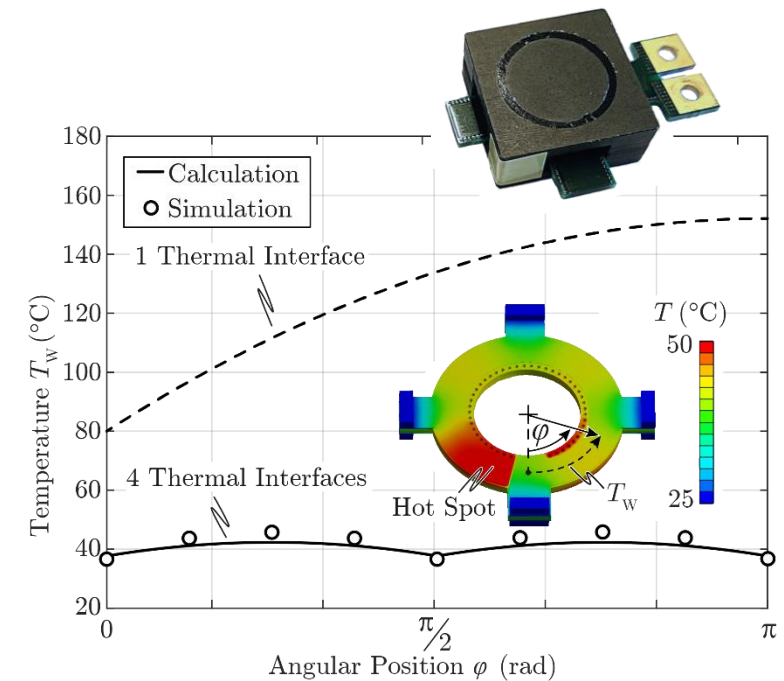 180
160
140
120
100
80
60
40
20
Temperature T_W (°C)
Calculation
Simulation
1 Thermal Interface
4 Thermal Interfaces
T (°C)
50
25
φ
Hot Spot
T_W
0
π/2
π
Angular Position φ (rad)